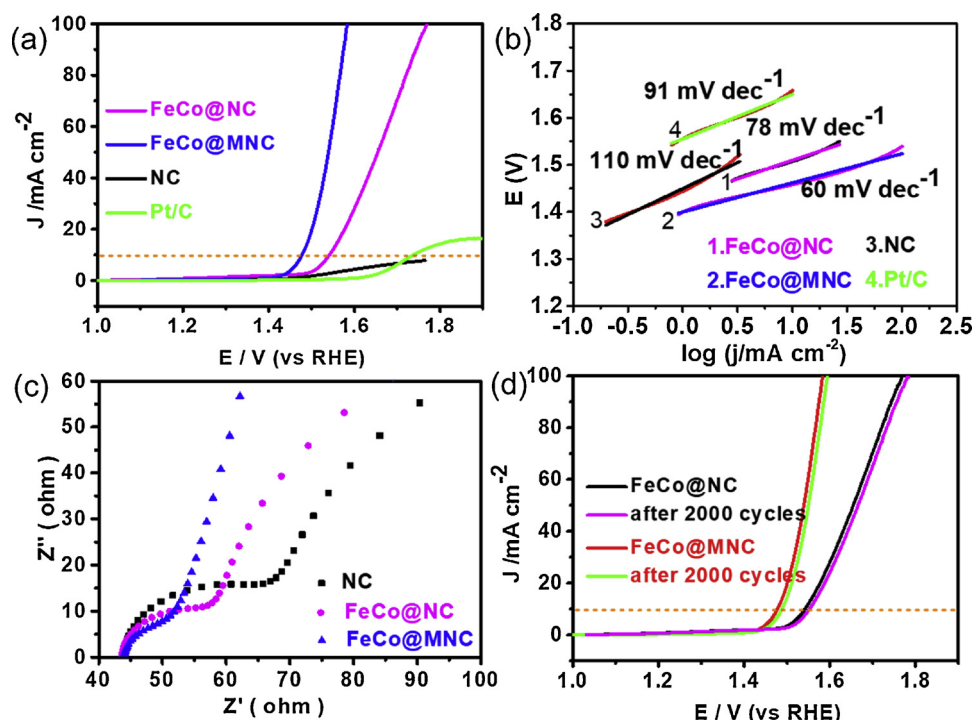 (a)
100
80
60
40
20
0
J /mA cm-2
FeCo@NC
FeCo@MNC
NC
Pt/C
1.0 1.2 1.4 1.6 1.8
E / V (vs RHE)
(b)
1.8
1.7
1.6
1.5
1.4
1.3
1.2
E (V)
91 mV dec-1
4
78 mV dec-1
110 mV dec-1
1
60 mV dec-1
3
2
1.FeCo@NC 3.NC
2.FeCo@MNC 4.Pt/C
-1.0 -0.5 0.0 0.5 1.0 1.5 2.0 2.5
log (j/mA cm-2)
(c)
60
50
40
30
20
10
0
Z'' ( ohm )
NC
FeCo@NC
FeCo@MNC
40 50 60 70 80 90 100
Z' ( ohm )
(d)
100
80
60
40
20
0
J /mA cm-2
FeCo@NC
after 2000 cycles
FeCo@MNC
after 2000 cycles
1.0 1.2 1.4 1.6 1.8
E / V (vs RHE)